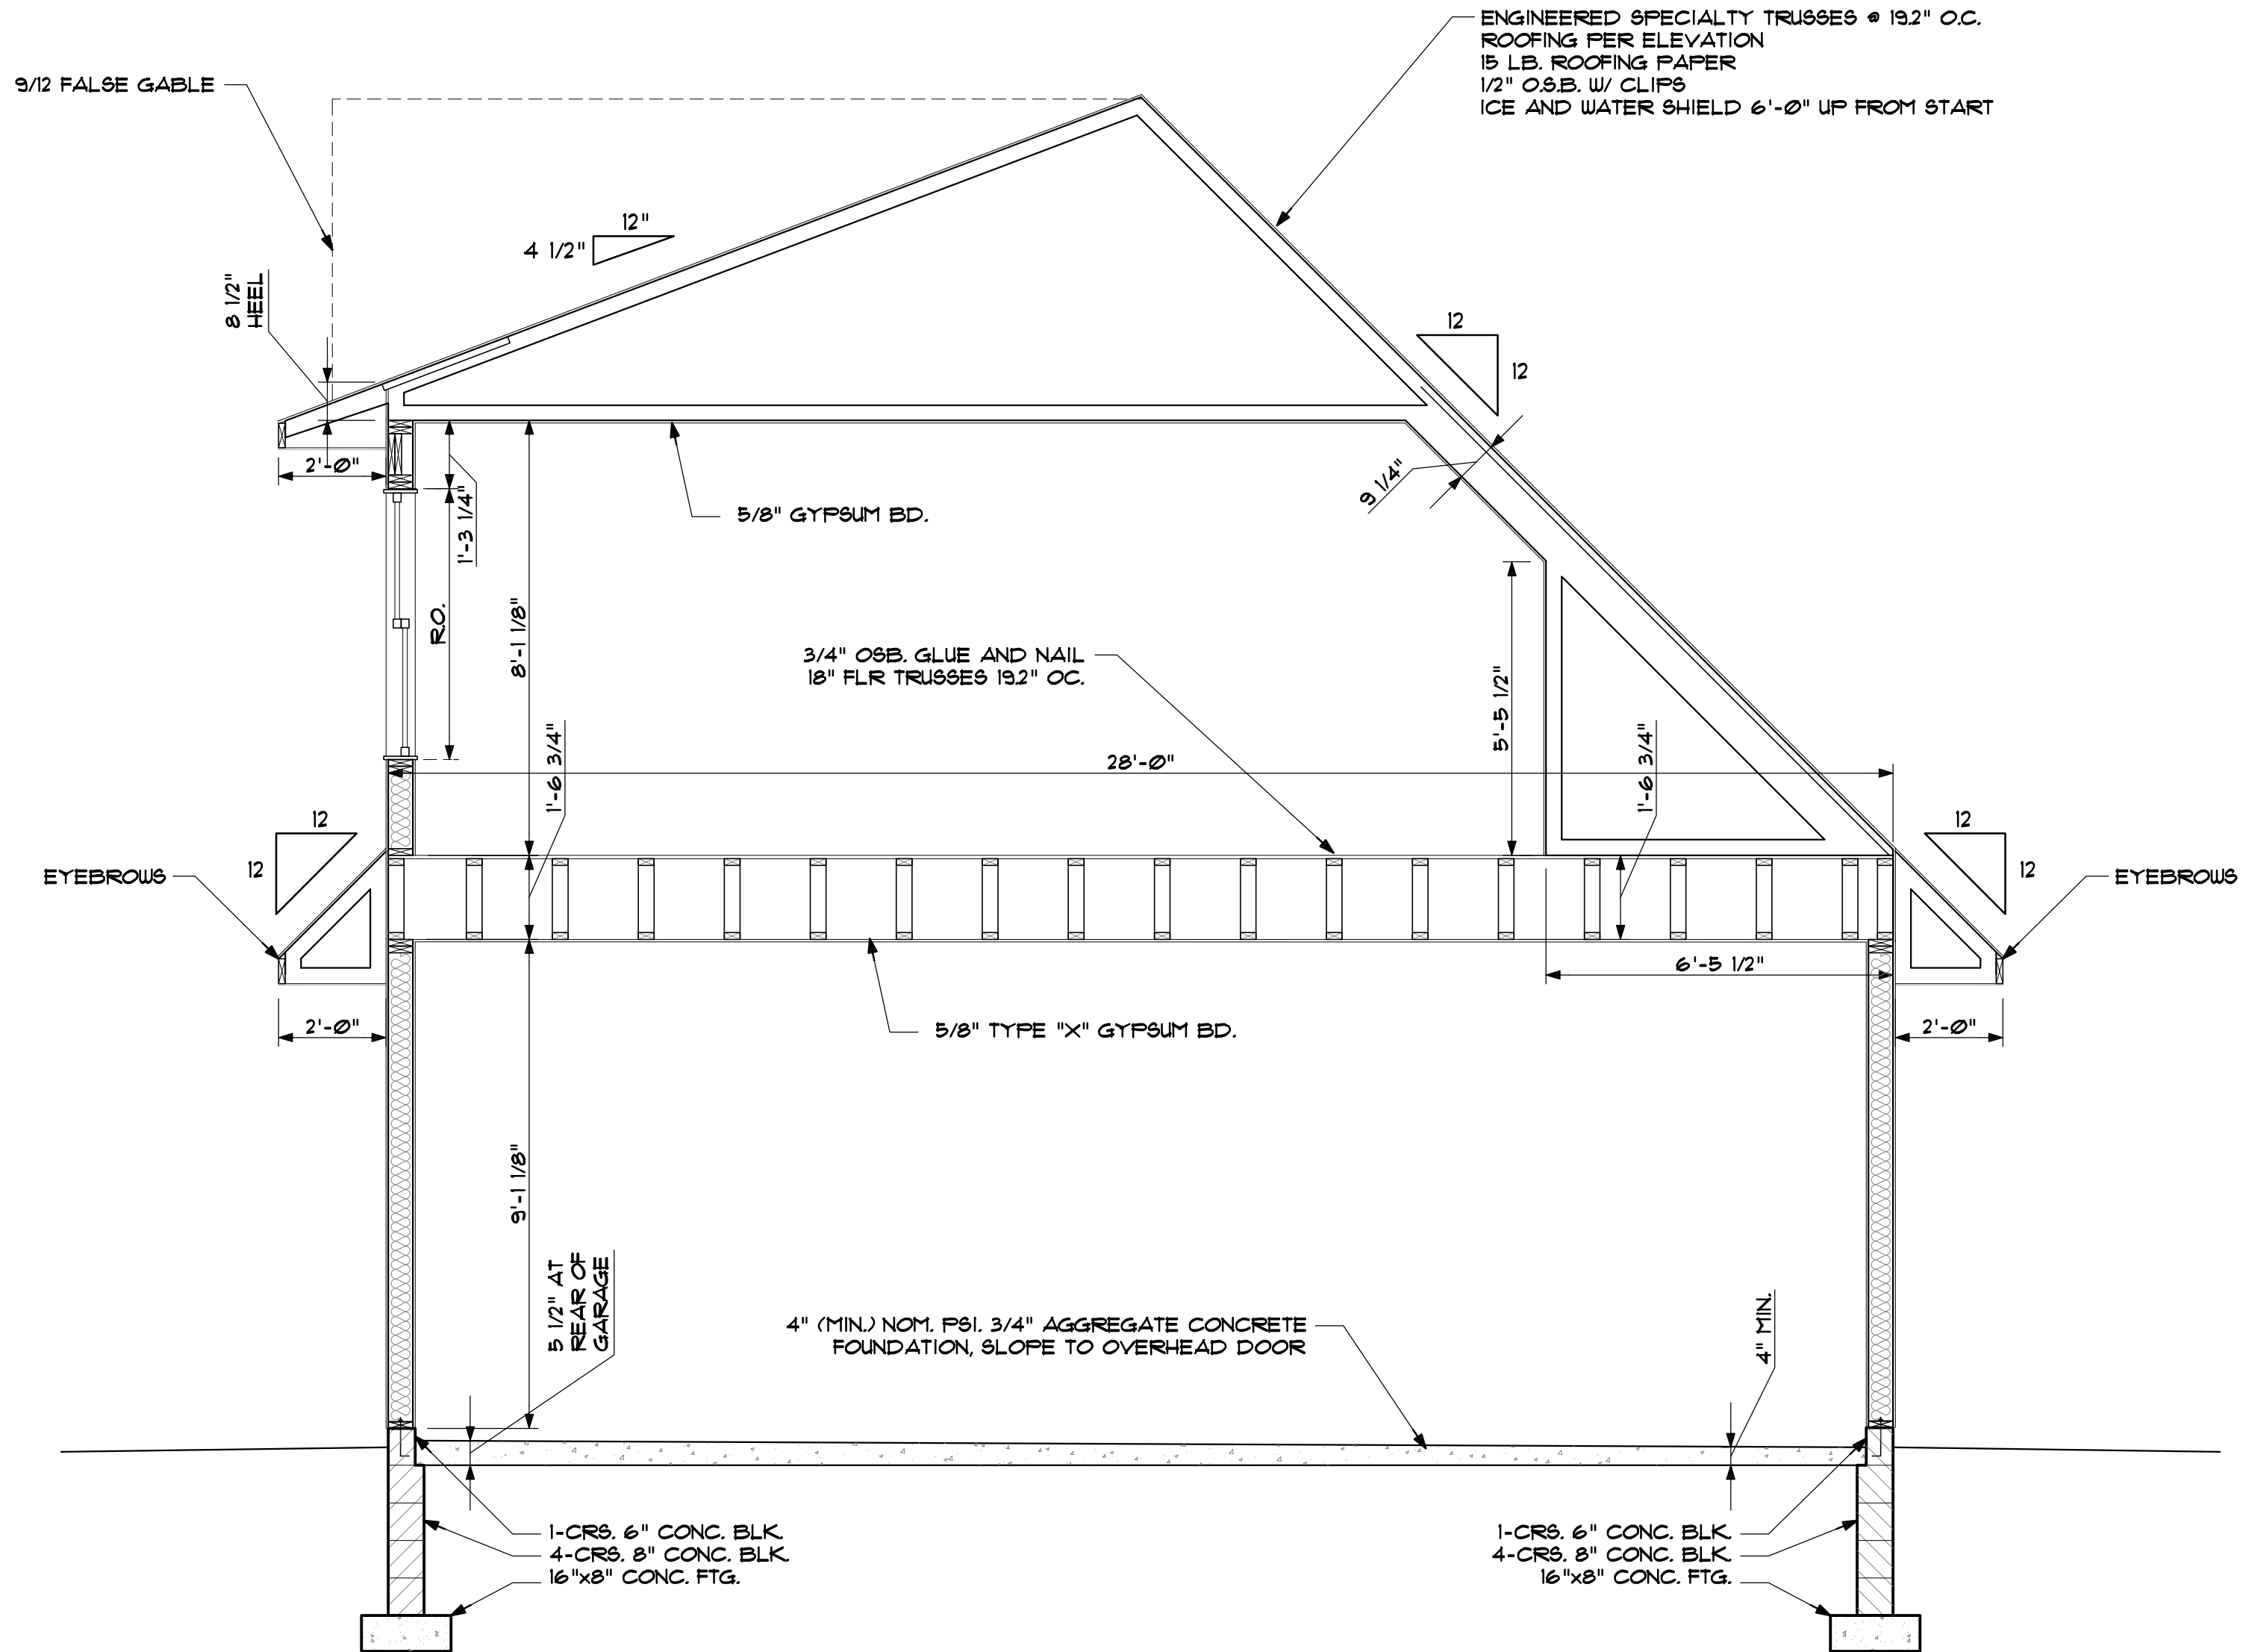 ENGINEERED SPECIALTY TRUSSES @ 19.2" O.C.
ROOFING PER ELEVATION
15 LB. ROOFING PAPER
1/2" O.S.B. W/ CLIPS
ICE AND WATER SHIELD 6'-0" UP FROM START
9/12 FALSE GABLE
12"
4 1/2"
8 1/2"
HEEL
12
12
2'-0"
9 1/4"
1'-3 1/4"
5/8" GYPSUM BD.
R.O.
8'-1 1/8"
3/4" OSB. GLUE AND NAIL
18" FLR TRUSSES 19.2" OC.
5'-5 1/2"
1'-6 3/4"
28'-0"
1'-6 3/4"
12
12
EYEBROWS
12
12
EYEBROWS
6'-5 1/2"
2'-0"
5/8" TYPE "X" GYPSUM BD.
2'-0"
9'-1 1/8"
5 1/2" AT
REAR OF
GARAGE
4" (MIN.) NOM. PSI. 3/4" AGGREGATE CONCRETE
FOUNDATION, SLOPE TO OVERHEAD DOOR
4" MIN.
1-CRS. 6" CONC. BLK.
4-CRS. 8" CONC. BLK.
16"x8" CONC. FTG.
1-CRS. 6" CONC. BLK.
4-CRS. 8" CONC. BLK.
16"x8" CONC. FTG.